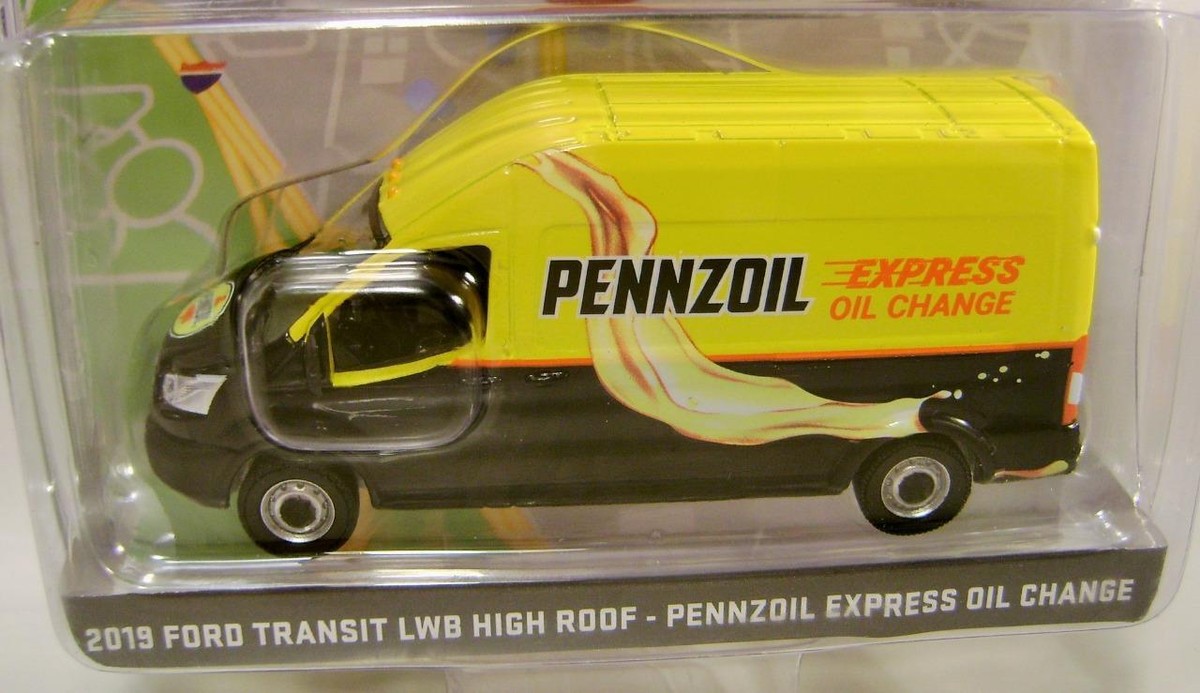 PENNZOIL
EXPRESS
OIL CHANGE
2019 FORD TRANSIT LWB HIGH ROOF - PENNZOIL EXPRESS OIL CHANGE